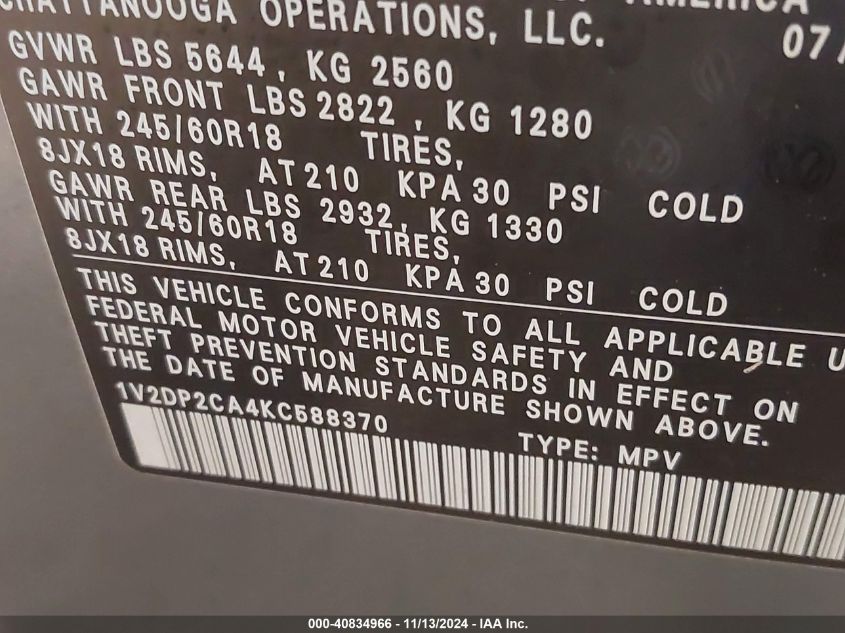 CHATTANOOGA OPERATIONS, LLC.
AMERICA
07/
GVWR LBS 5644, KG 2560
GAWR FRONT LBS 2822, KG 1280
WITH 245/60R18 TIRES,
8JX18 RIMS, AT 210 KPA 30 PSI COLD
GAWR REAR LBS 2932, KG 1330
WITH 245/60R18 TIRES,
8JX18 RIMS, AT 210 KPA 30 PSI COLD
THIS VEHICLE CONFORMS TO ALL APPLICABLE U
FEDERAL MOTOR VEHICLE SAFETY AND
THEFT PREVENTION STANDARDS IN EFFECT ON
THE DATE OF MANUFACTURE SHOWN ABOVE.
1V2DP2CA4KC588370 TYPE: MPV
000-40834966 - 11/13/2024 - IAA Inc.